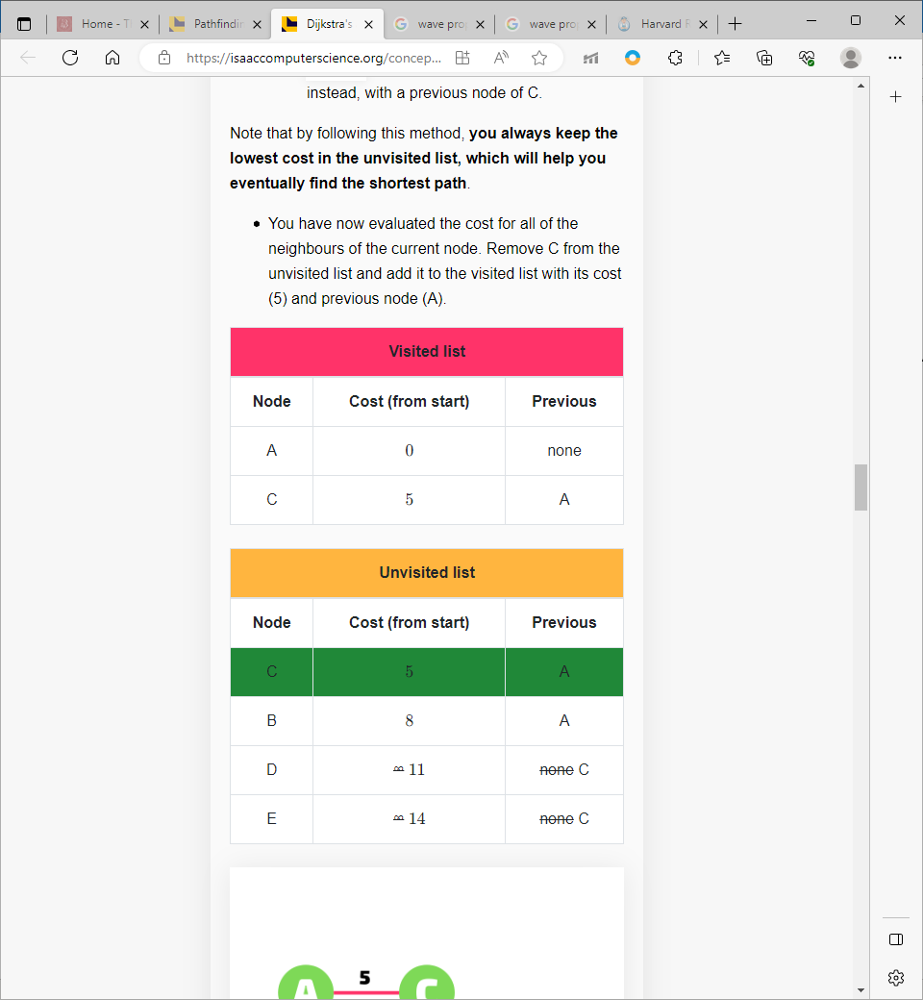 Home - T
Pathfindin
Dijkstra's
wave pro
wave pro
Harvard R
https://isaaccomputerscience.org/concep...
instead, with a previous node of C.
Note that by following this method, you always keep the
lowest cost in the unvisited list, which will help you
eventually find the shortest path.
• You have now evaluated the cost for all of the
neighbours of the current node. Remove C from the
unvisited list and add it to the visited list with its cost
(5) and previous node (A).
Visited list
Node Cost (from start) Previous
A 0 none
C 5 A
Unvisited list
Node Cost (from start) Previous
C 5 A
B 8 A
D ∞ 11 none C
E ∞ 14 none C
5
A C